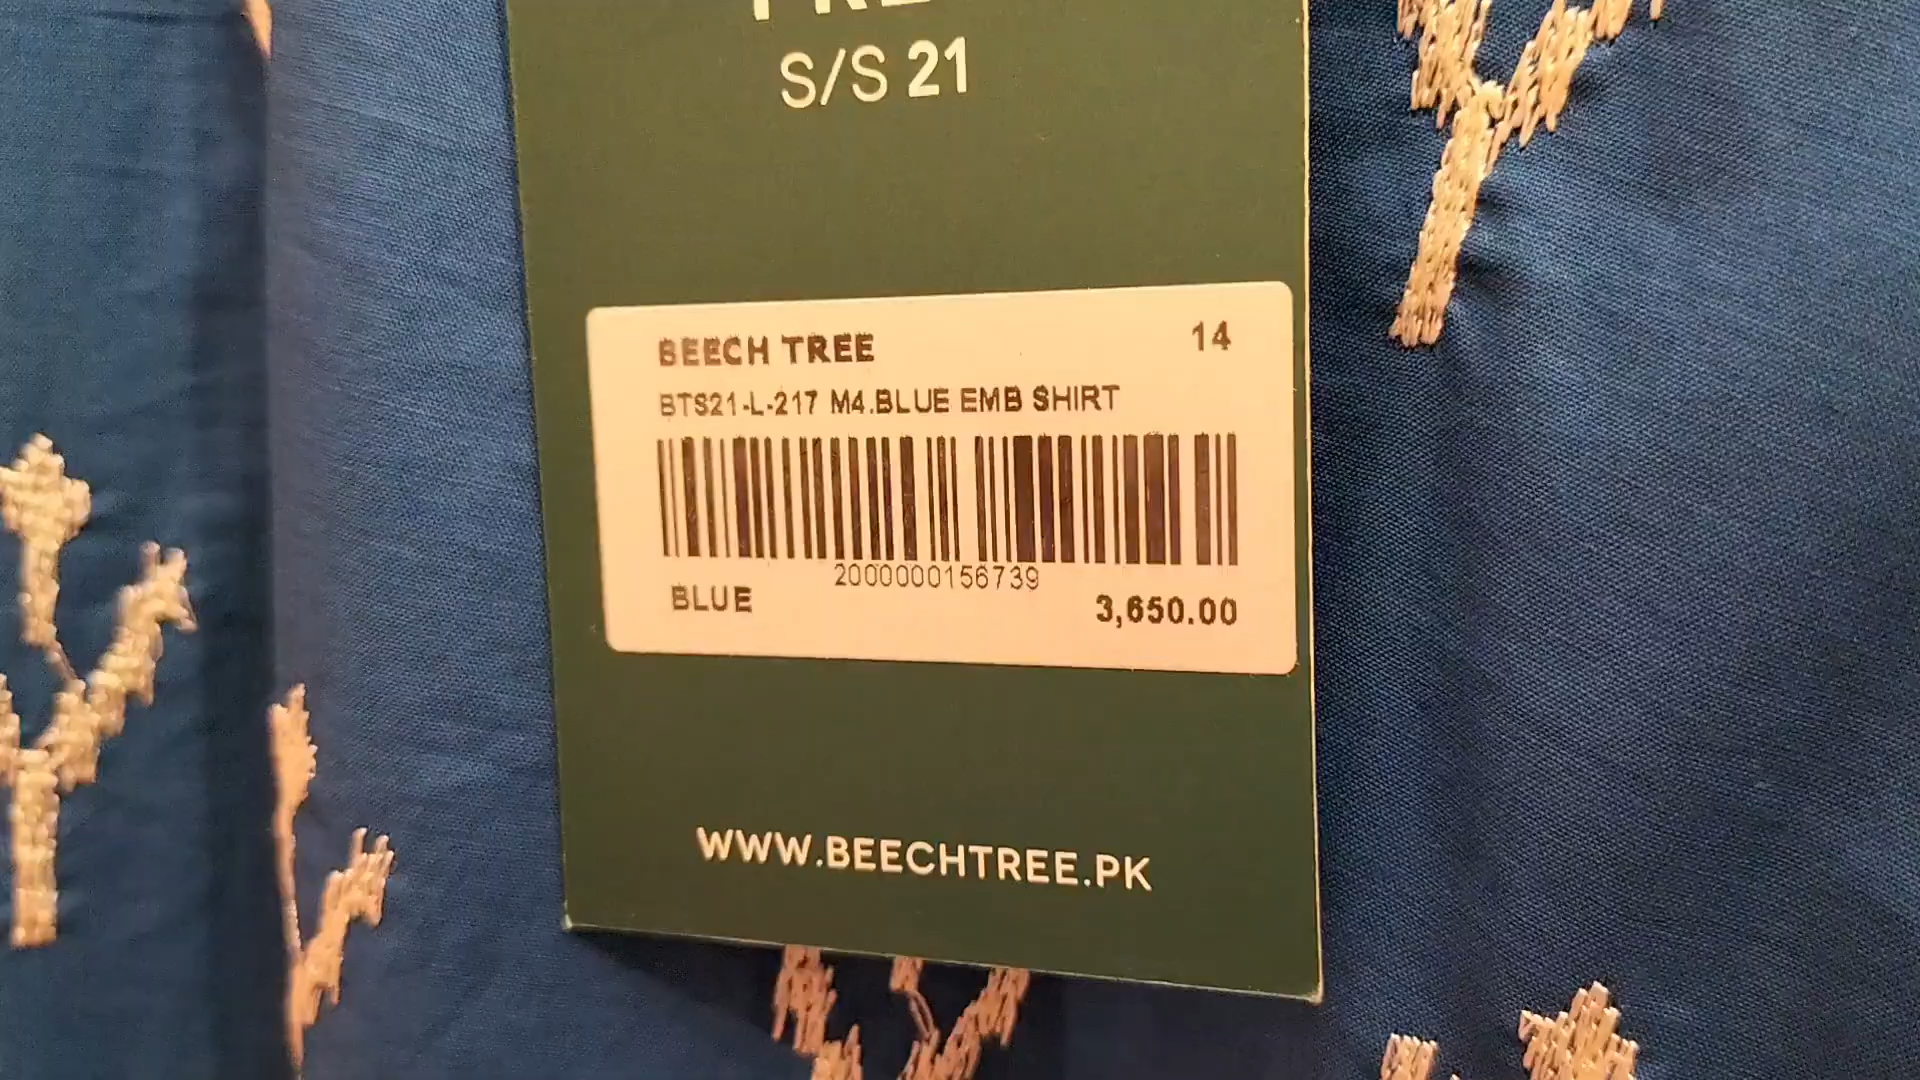 S/S 21
BEECH TREE 14
BTS21-L-217 M4.BLUE EMB SHIRT
2000000156739
BLUE 3,650.00
WWW.BEECHTREE.PK